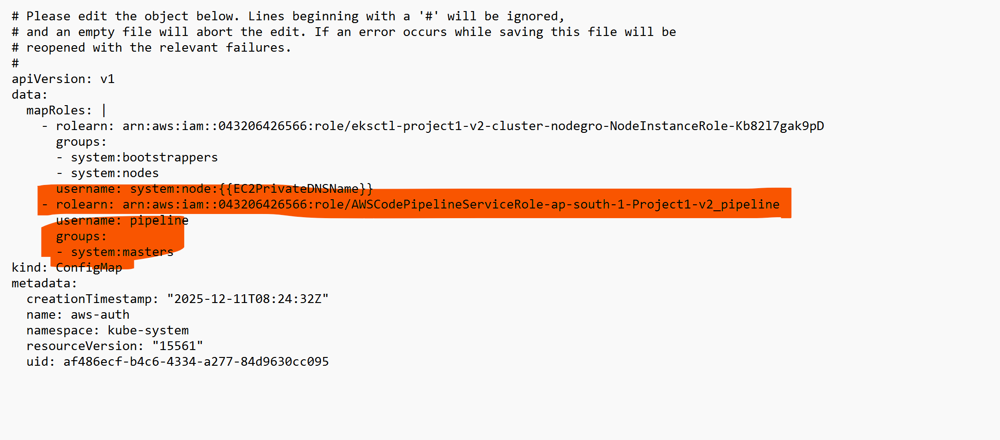 # Please edit the object below. Lines beginning with a '#' will be ignored,
# and an empty file will abort the edit. If an error occurs while saving this file will be
# reopened with the relevant failures.
#
apiVersion: v1
data:
  mapRoles: |
    - rolearn: arn:aws:iam::043206426566:role/eksctl-project1-v2-cluster-nodegro-NodeInstanceRole-Kb82l7gak9pD
      groups:
      - system:bootstrappers
      - system:nodes
      username: system:node:{{EC2PrivateDNSName}}
    - rolearn: arn:aws:iam::043206426566:role/AWSCodePipelineServiceRole-ap-south-1-Project1-v2_pipeline
      username: pipeline
      groups:
      - system:masters
kind: ConfigMap
metadata:
  creationTimestamp: "2025-12-11T08:24:32Z"
  name: aws-auth
  namespace: kube-system
  resourceVersion: "15561"
  uid: af486ecf-b4c6-4334-a277-84d9630cc095